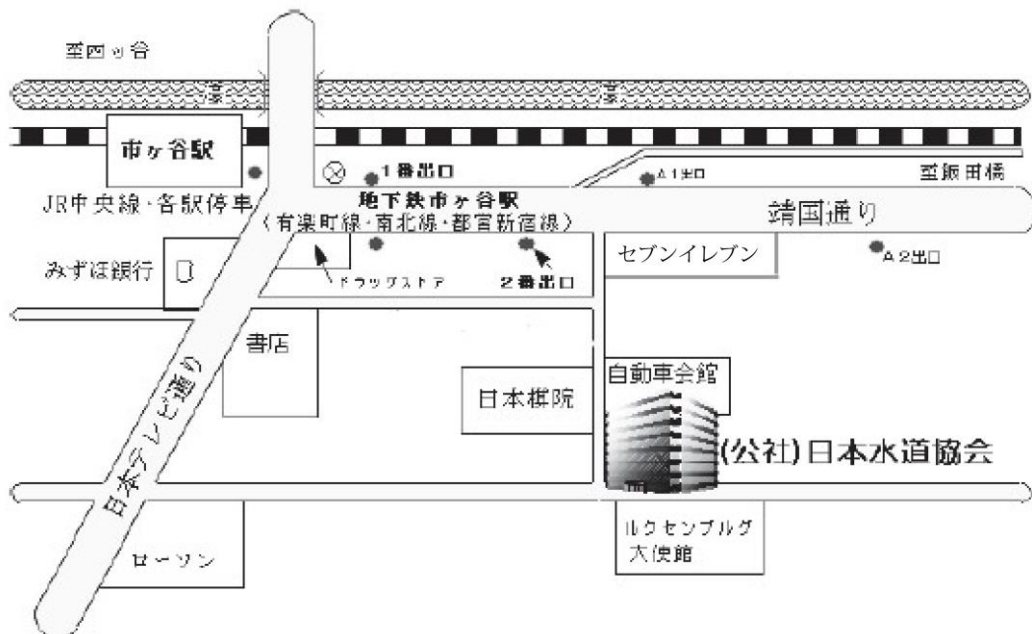 至四ッ谷
濠
濠
市ヶ谷駅
1番出口
A1出口
至飯田橋
JR中央線・各駅停車
地下鉄市ヶ谷駅
(有楽町線・南北線・都営新宿線)
靖国通り
みずほ銀行
ドラッグストア
2番出口
セブンイレブン
A2出口
書店
自動車会館
日本棋院
日本テレビ通り
(公社)日本水道協会
ローソン
ルクセンブルグ
大使館